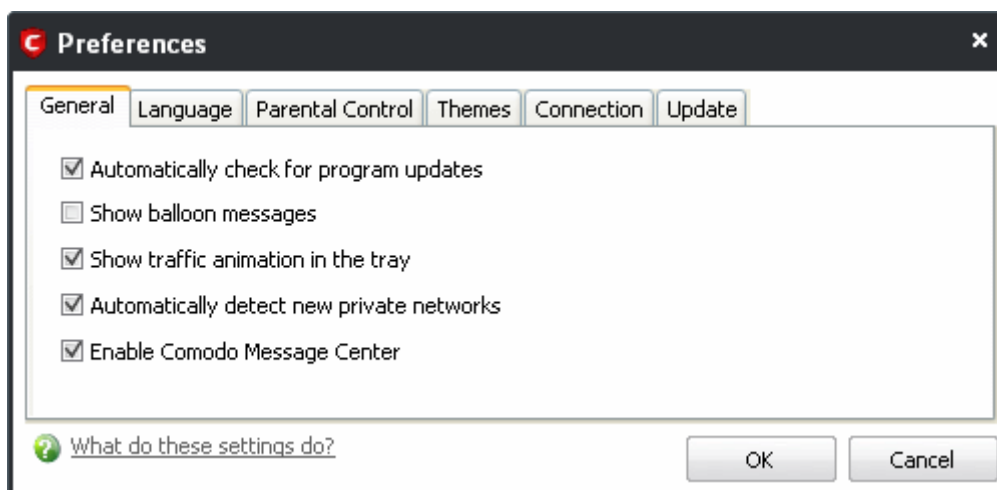 Preferences
General Language Parental Control Themes Connection Update
Automatically check for program updates
Show balloon messages
Show traffic animation in the tray
Automatically detect new private networks
Enable Comodo Message Center
What do these settings do?
OK Cancel